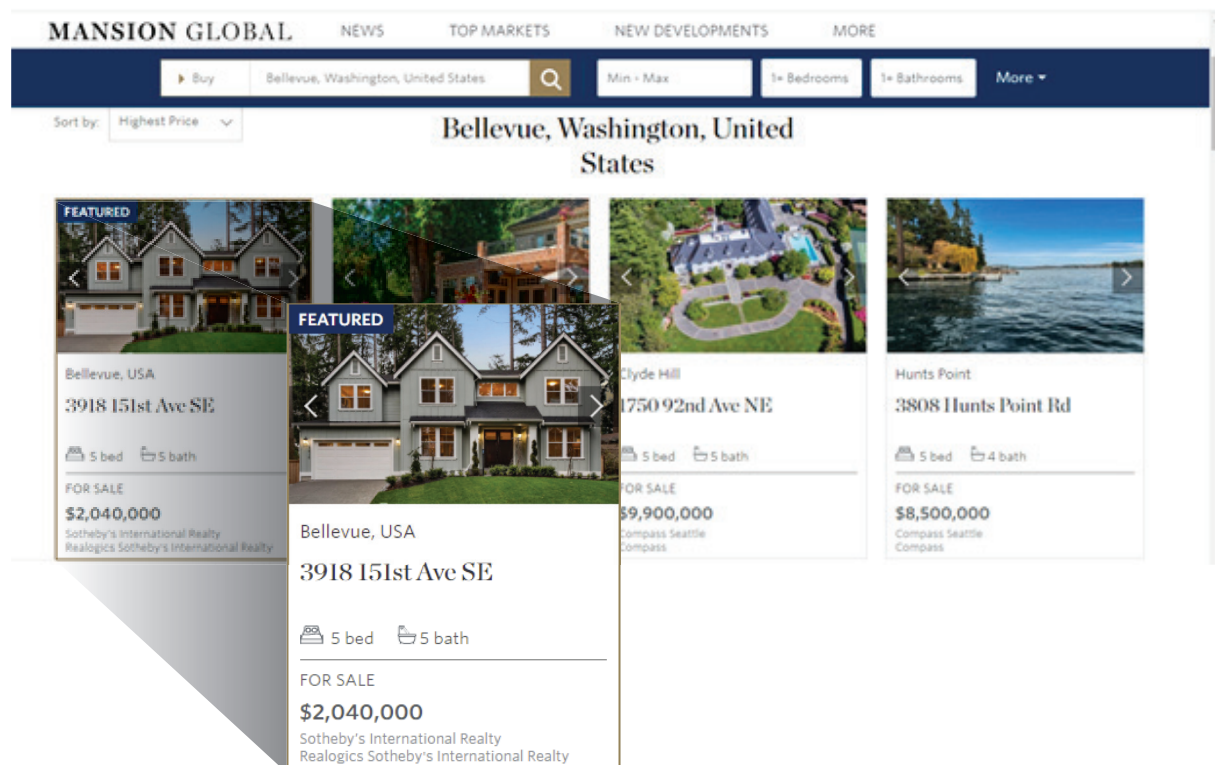 MANSION GLOBAL NEWS TOP MARKETS NEW DEVELOPMENTS MORE
Buy Bellevue, Washington, United States Min - Max 1+ Bedrooms 1+ Bathrooms More
Sort by: Highest Price
Bellevue, Washington, United
States
FEATURED
Bellevue, USA
3918 151st Ave SE
5 bed 5 bath
FOR SALE
$2,040,000
Sotheby's International Realty
Realogics Sotheby's International Realty
FEATURED
Bellevue, USA
3918 151st Ave SE
5 bed 5 bath
FOR SALE
$2,040,000
Sotheby's International Realty
Realogics Sotheby's International Realty
Clyde Hill
1750 92nd Ave NE
5 bed 5 bath
FOR SALE
$9,900,000
Compass Seattle
Compass
Hunts Point
3808 Hunts Point Rd
5 bed 4 bath
FOR SALE
$8,500,000
Compass Seattle
Compass